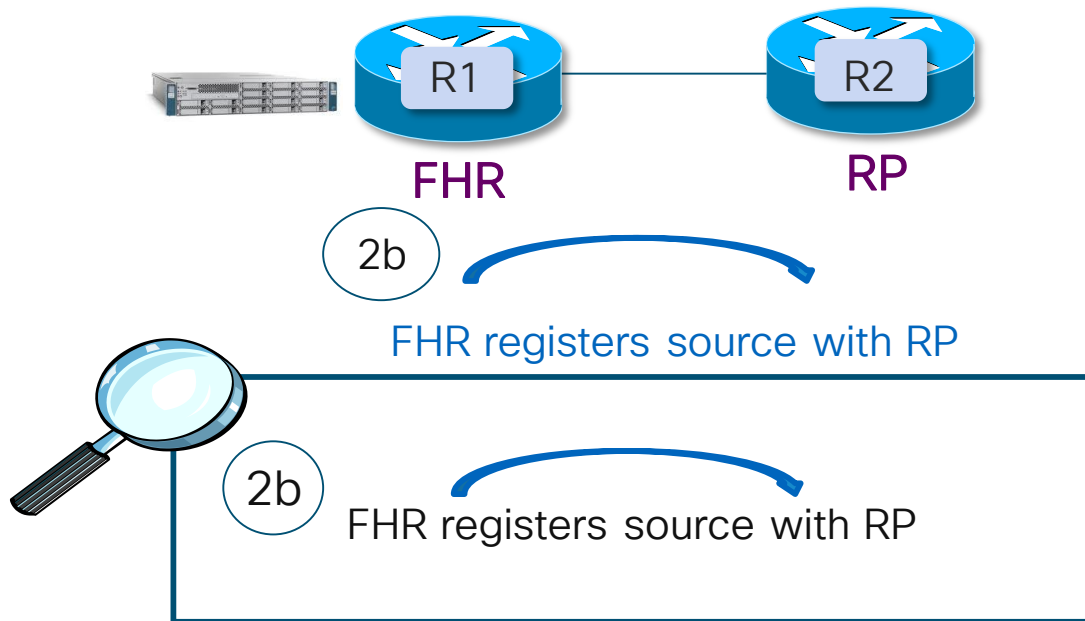 R1
R2
FHR
RP
2b
FHR registers source with RP
2b
FHR registers source with RP